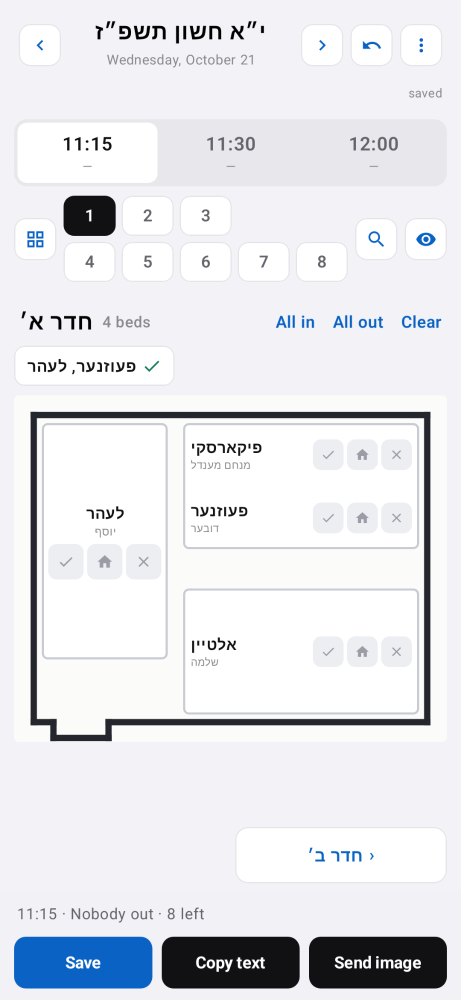 י״א חשון תשפ״ז
Wednesday, October 21
saved
11:15
11:30
12:00
—
—
—
1
2
3
4
5
6
7
8
חדר א׳
4 beds
All in
All out
Clear
פעוזנער, לעהר
פיקארסקי
מנחם מענדל
פעוזנער
דובער
לעהר
יוסף
אלטיין
שלמה
חדר ב׳ ›
11:15 · Nobody out · 8 left
Save
Copy text
Send image